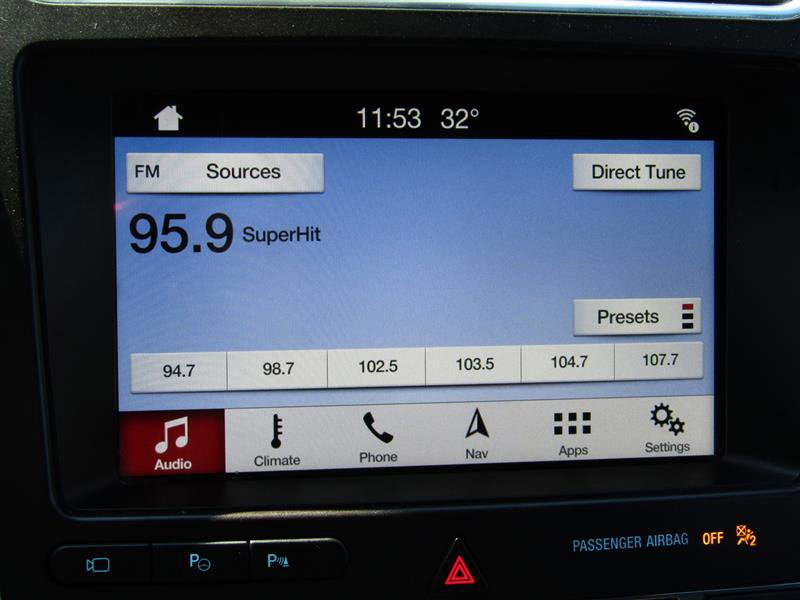 11:53 32°
FM Sources Direct Tune
95.9 SuperHit
Presets
94.7 98.7 102.5 103.5 104.7 107.7
Audio Climate Phone Nav Apps Settings
P P PASSENGER AIRBAG OFF 2